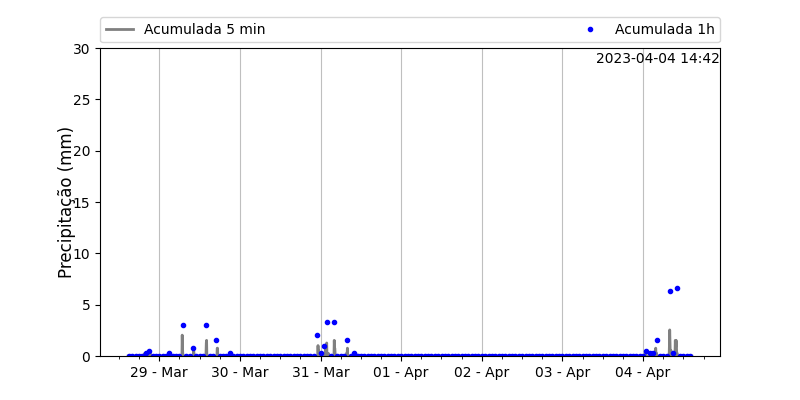 Acumulada 5 min
Acumulada 1h
2023-04-04 14:42
Precipitação (mm)
30
25
20
15
10
5
0
29 - Mar
30 - Mar
31 - Mar
01 - Apr
02 - Apr
03 - Apr
04 - Apr